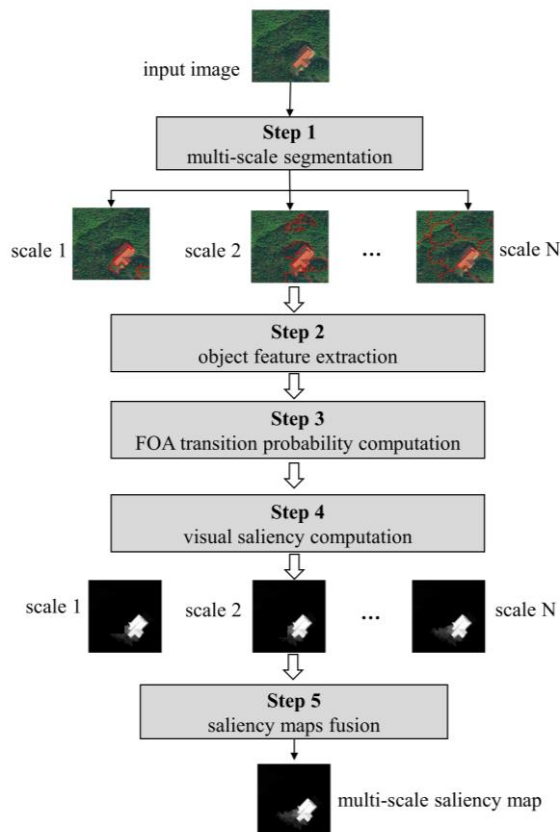 input image
Step 1
multi-scale segmentation
scale 1
scale 2
...
scale N
Step 2
object feature extraction
Step 3
FOA transition probability computation
Step 4
visual saliency computation
scale 1
scale 2
...
scale N
Step 5
saliency maps fusion
multi-scale saliency map